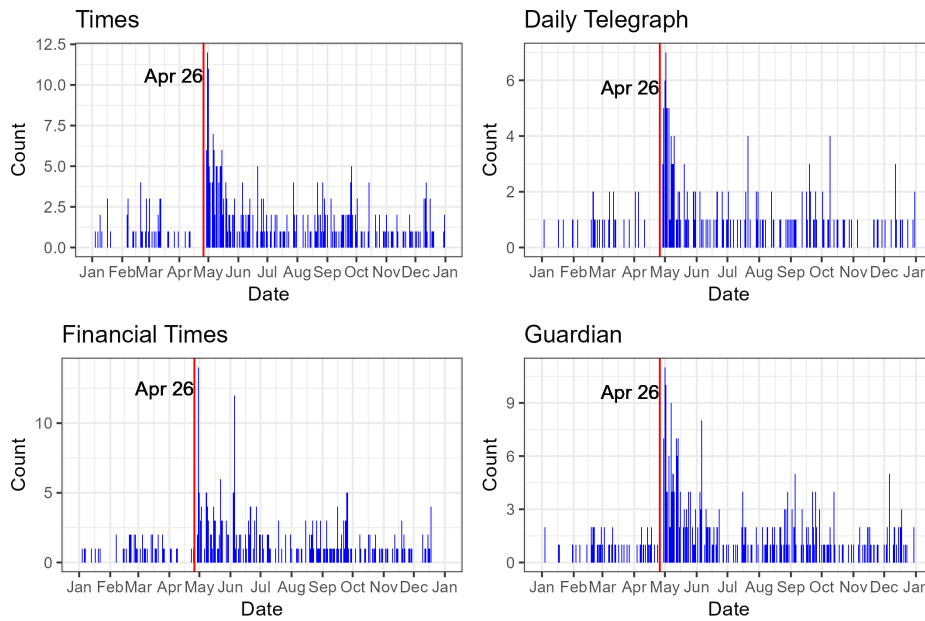 Times
12.5
10.0
7.5
5.0
2.5
0.0
Count
Apr 26
Jan Feb Mar Apr May Jun Jul Aug Sep Oct Nov Dec Jan
Date
Daily Telegraph
6
4
2
0
Count
Apr 26
Jan Feb Mar Apr May Jun Jul Aug Sep Oct Nov Dec Jan
Date
Financial Times
10
5
0
Count
Apr 26
Jan Feb Mar Apr May Jun Jul Aug Sep Oct Nov Dec Jan
Date
Guardian
9
6
3
0
Count
Apr 26
Jan Feb Mar Apr May Jun Jul Aug Sep Oct Nov Dec Jan
Date